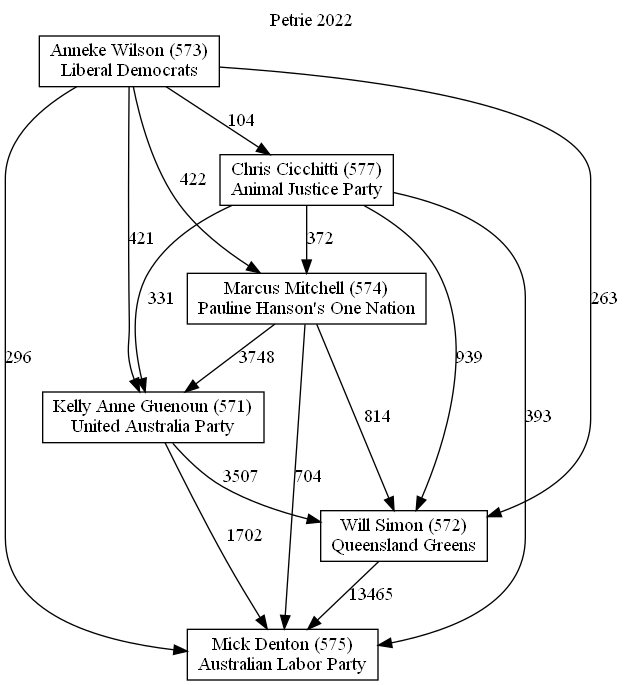 Petrie 2022
Anneke Wilson (573)
Liberal Democrats
104
Chris Cicchitti (577)
Animal Justice Party
422
421
372
331
263
Marcus Mitchell (574)
Pauline Hanson's One Nation
296
3748
939
Kelly Anne Guenoun (571)
United Australia Party
814
393
3507
704
1702
Will Simon (572)
Queensland Greens
13465
Mick Denton (575)
Australian Labor Party